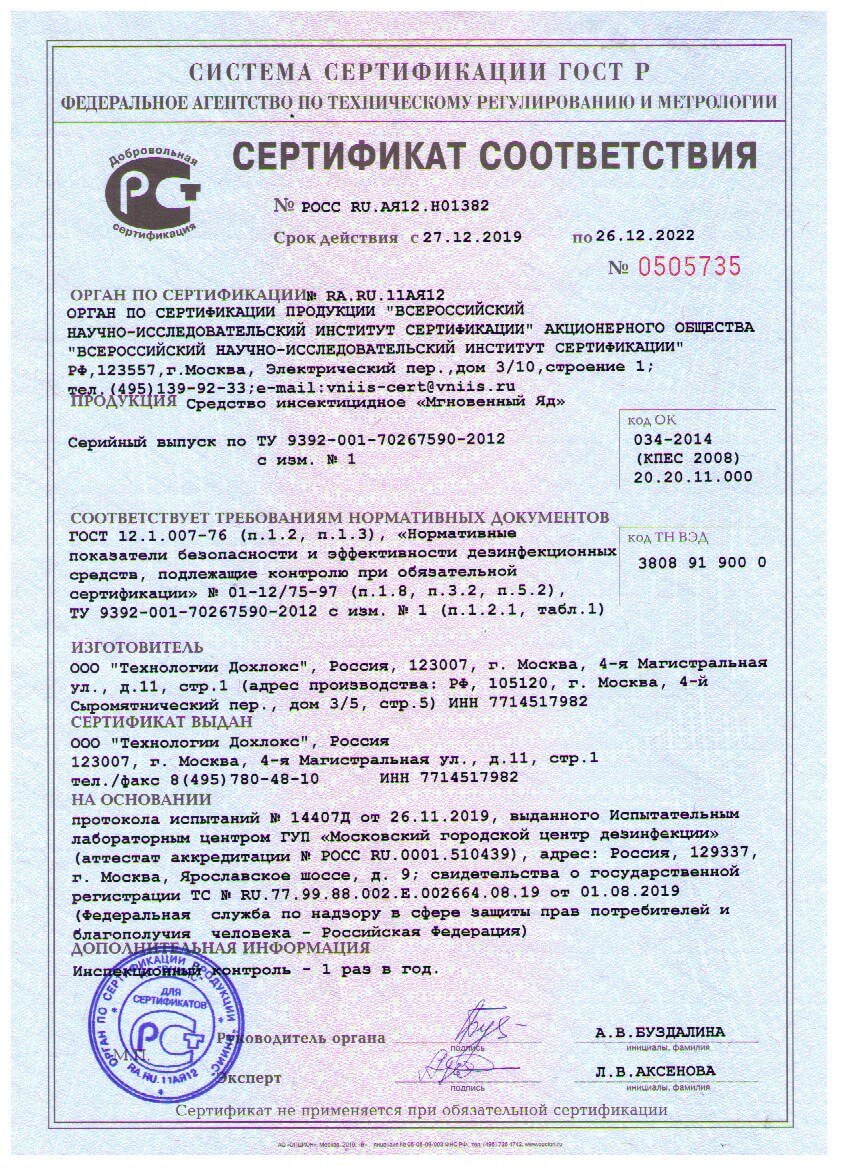 СИСТЕМА СЕРТИФИКАЦИИ ГОСТ Р
ФЕДЕРАЛЬНОЕ АГЕНТСТВО ПО ТЕХНИЧЕСКОМУ РЕГУЛИРОВАНИЮ И МЕТРОЛОГИИ
Добровольная
РСТ
сертификация
СЕРТИФИКАТ СООТВЕТСТВИЯ
№ РОСС RU.АЯ12.Н01382
Срок действия с 27.12.2019 по 26.12.2022
№ 0505735
ОРГАН ПО СЕРТИФИКАЦИИ № RA.RU.11АЯ12
ОРГАН ПО СЕРТИФИКАЦИИ ПРОДУКЦИИ "ВСЕРОССИЙСКИЙ
НАУЧНО-ИССЛЕДОВАТЕЛЬСКИЙ ИНСТИТУТ СЕРТИФИКАЦИИ" АКЦИОНЕРНОГО ОБЩЕСТВА
"ВСЕРОССИЙСКИЙ НАУЧНО-ИССЛЕДОВАТЕЛЬСКИЙ ИНСТИТУТ СЕРТИФИКАЦИИ"
РФ,123557,г.Москва, Электрический пер.,дом 3/10,строение 1;
тел.(495)139-92-33;e-mail:vniis-cert@vniis.ru
ПРОДУКЦИЯ Средство инсектицидное «Мгновенный Яд»
Серийный выпуск по ТУ 9392-001-70267590-2012
с изм. № 1
код ОК
034-2014
(КПЕС 2008)
20.20.11.000
СООТВЕТСТВУЕТ ТРЕБОВАНИЯМ НОРМАТИВНЫХ ДОКУМЕНТОВ
ГОСТ 12.1.007-76 (п.1.2, п.1.3), «Нормативные
показатели безопасности и эффективности дезинфекционных
средств, подлежащие контролю при обязательной
сертификации» № 01-12/75-97 (п.1.8, п.3.2, п.5.2),
ТУ 9392-001-70267590-2012 с изм. № 1 (п.1.2.1, табл.1)
код ТН ВЭД
3808 91 900 0
ИЗГОТОВИТЕЛЬ
ООО "Технологии Дохлокс", Россия, 123007, г. Москва, 4-я Магистральная
ул., д.11, стр.1 (адрес производства: РФ, 105120, г. Москва, 4-й
Сыромятнический пер., дом 3/5, стр.5) ИНН 7714517982
СЕРТИФИКАТ ВЫДАН
ООО "Технологии Дохлокс", Россия
123007, г. Москва, 4-я Магистральная ул., д.11, стр.1
тел./факс 8(495)780-48-10 ИНН 7714517982
НА ОСНОВАНИИ
протокола испытаний № 14407Д от 26.11.2019, выданного Испытательным
лабораторным центром ГУП «Московский городской центр дезинфекции»
(аттестат аккредитации № РОСС RU.0001.510439), адрес: Россия, 129337,
г. Москва, Ярославское шоссе, д. 9; свидетельства о государственной
регистрации ТС № RU.77.99.88.002.Е.002664.08.19 от 01.08.2019
(Федеральная служба по надзору в сфере защиты прав потребителей и
благополучия человека - Российская Федерация)
ДОПОЛНИТЕЛЬНАЯ ИНФОРМАЦИЯ
Инспекционный контроль - 1 раз в год.
ОРГАН ПО СЕРТИФИКАЦИИ ПРОДУКЦИИ "ВНИИС"
ДЛЯ
СЕРТИФИКАТОВ
РСТ
RA.RU.11АЯ12
М.П.
Руководитель органа
подпись
А.В.БУЗДАЛИНА
инициалы, фамилия
Эксперт
подпись
Л.В.АКСЕНОВА
инициалы, фамилия
Сертификат не применяется при обязательной сертификации